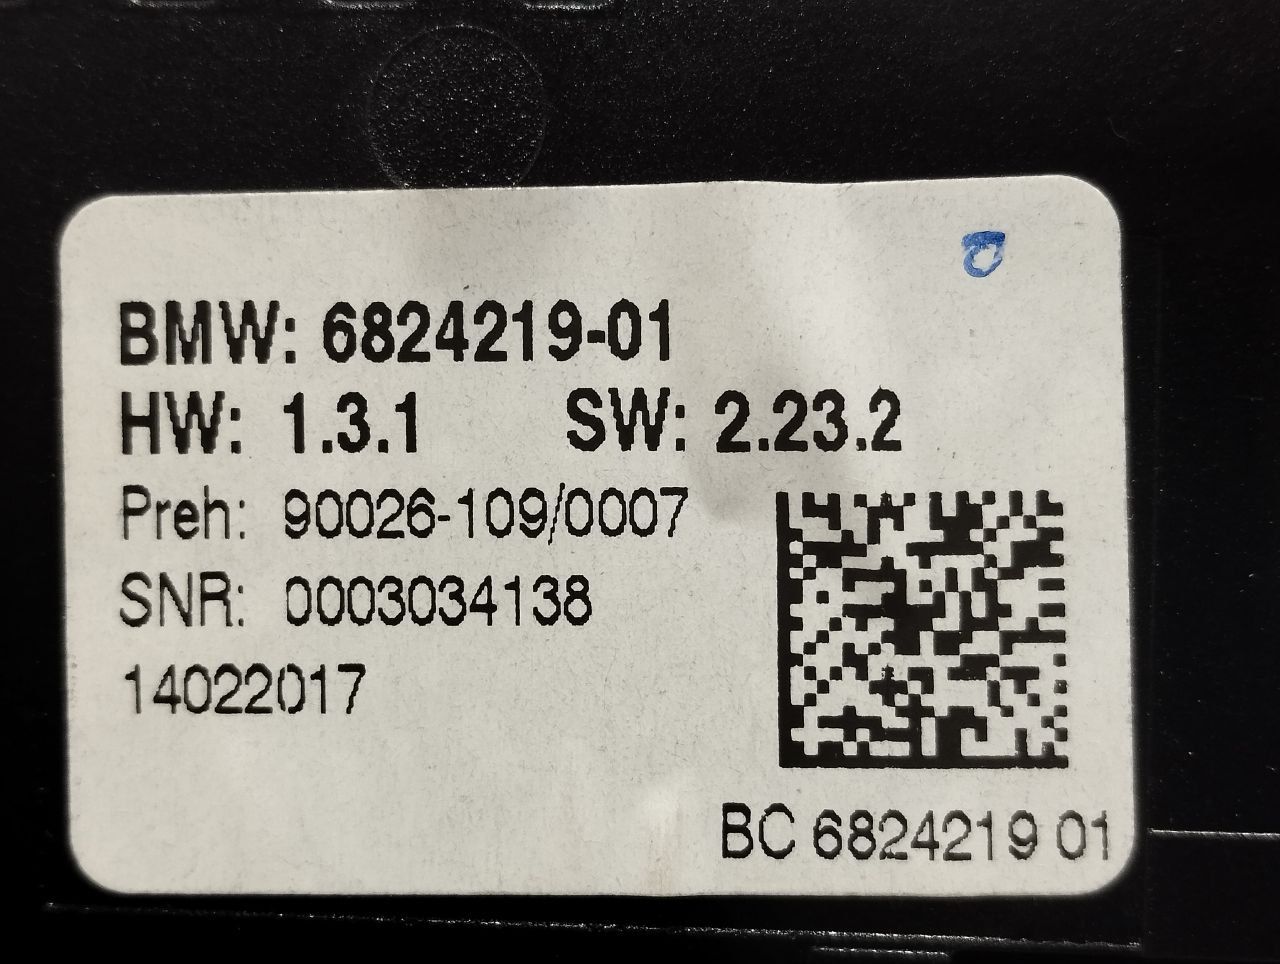 BMW: 6824219-01
HW: 1.3.1 SW: 2.23.2
Preh: 90026-109/0007
SNR: 0003034138
14022017
BC 6824219 01